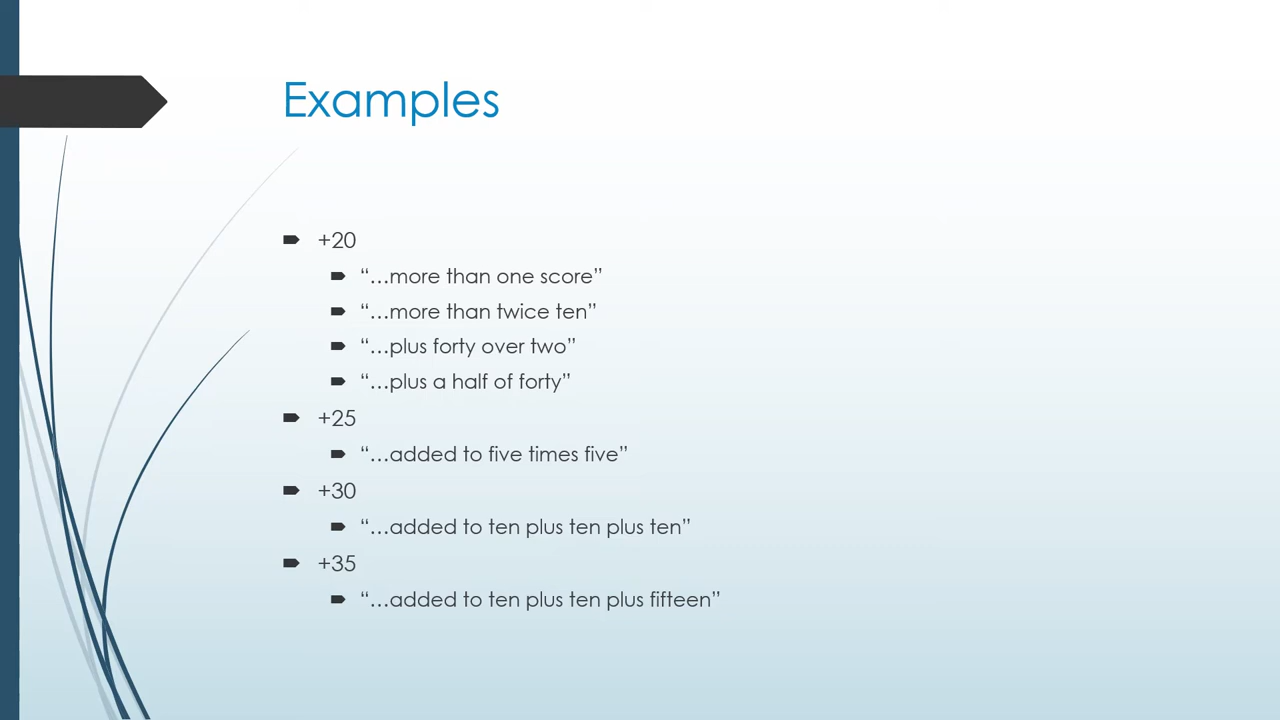 Examples
+20
“…more than one score”
“…more than twice ten”
“…plus forty over two”
“…plus a half of forty”
+25
“…added to five times five”
+30
“…added to ten plus ten plus ten”
+35
“…added to ten plus ten plus fifteen”